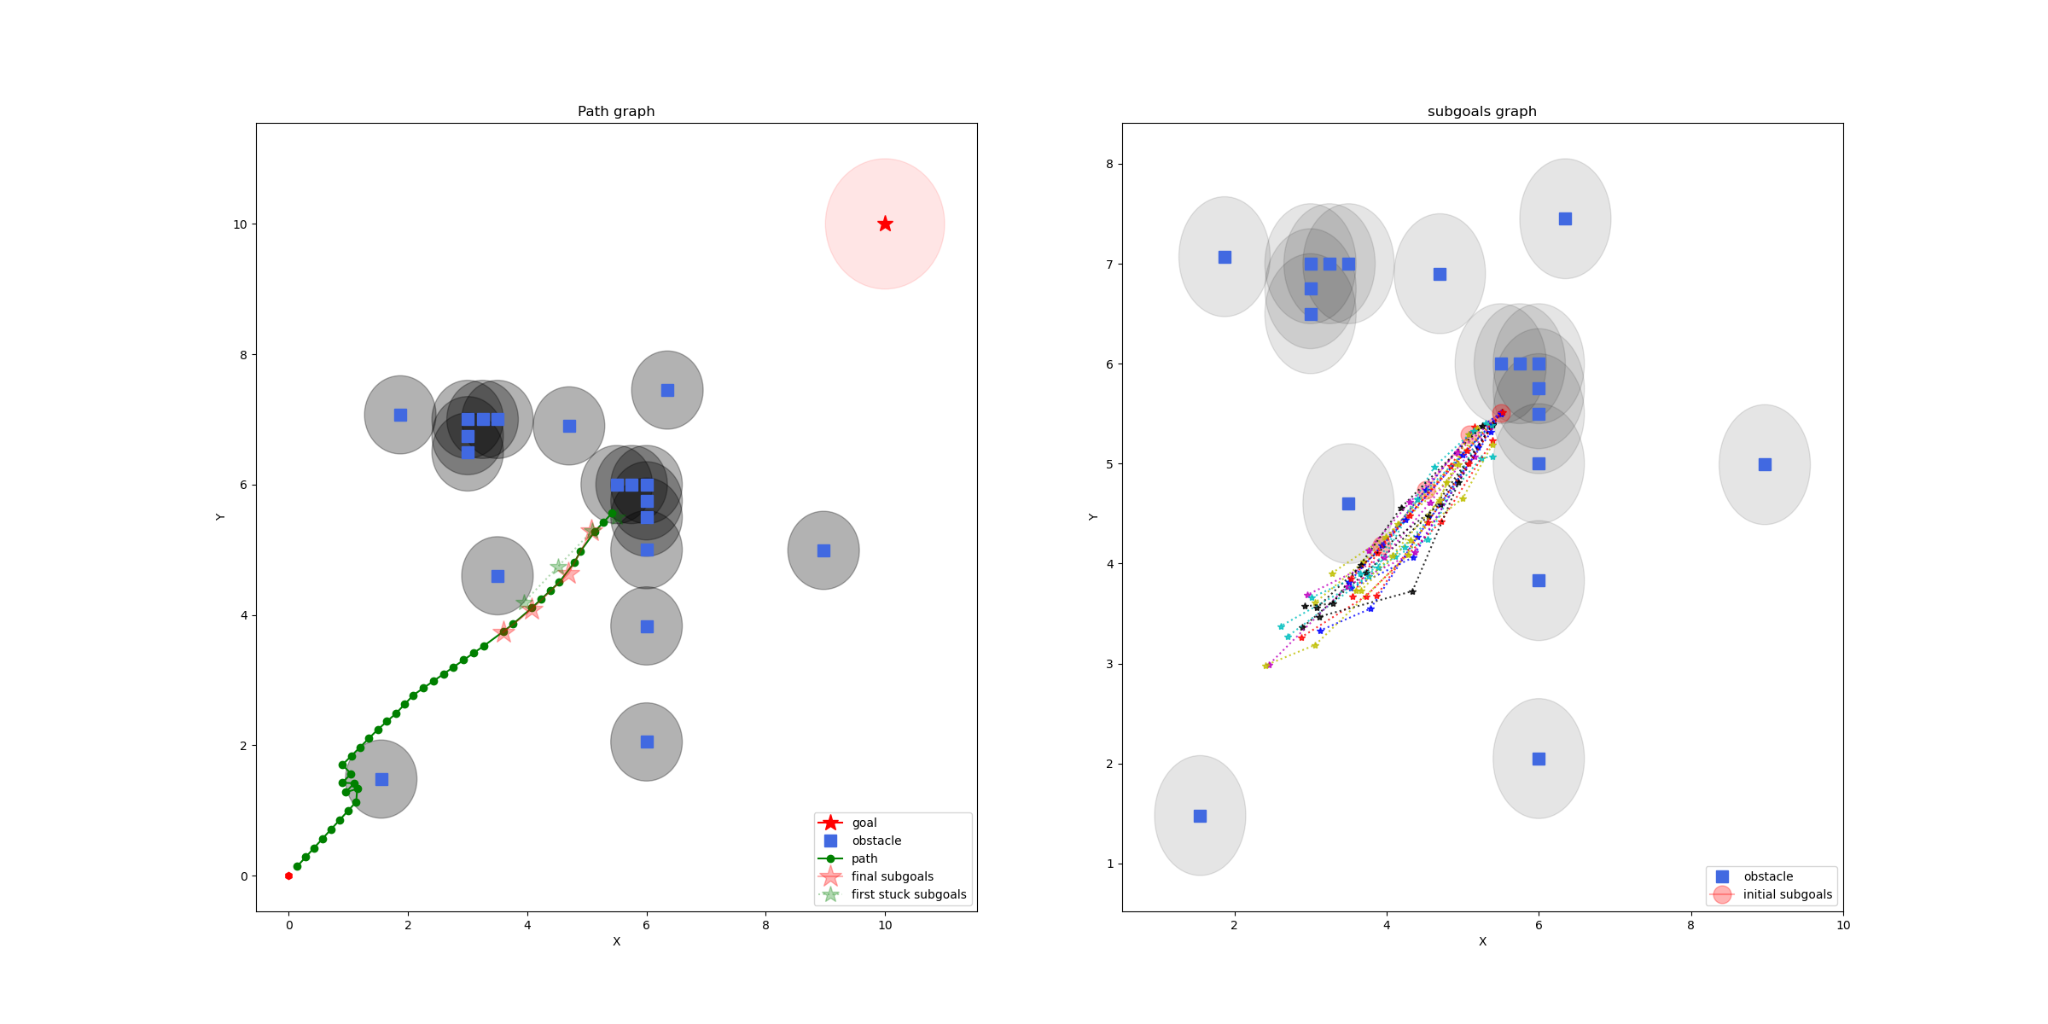 Path graph
Y
10
8
6
4
2
0
0 2 4 6 8 10
X
goal
obstacle
path
final subgoals
first stuck subgoals
subgoals graph
Y
8
7
6
5
4
3
2
1
2 4 6 8 10
X
obstacle
initial subgoals